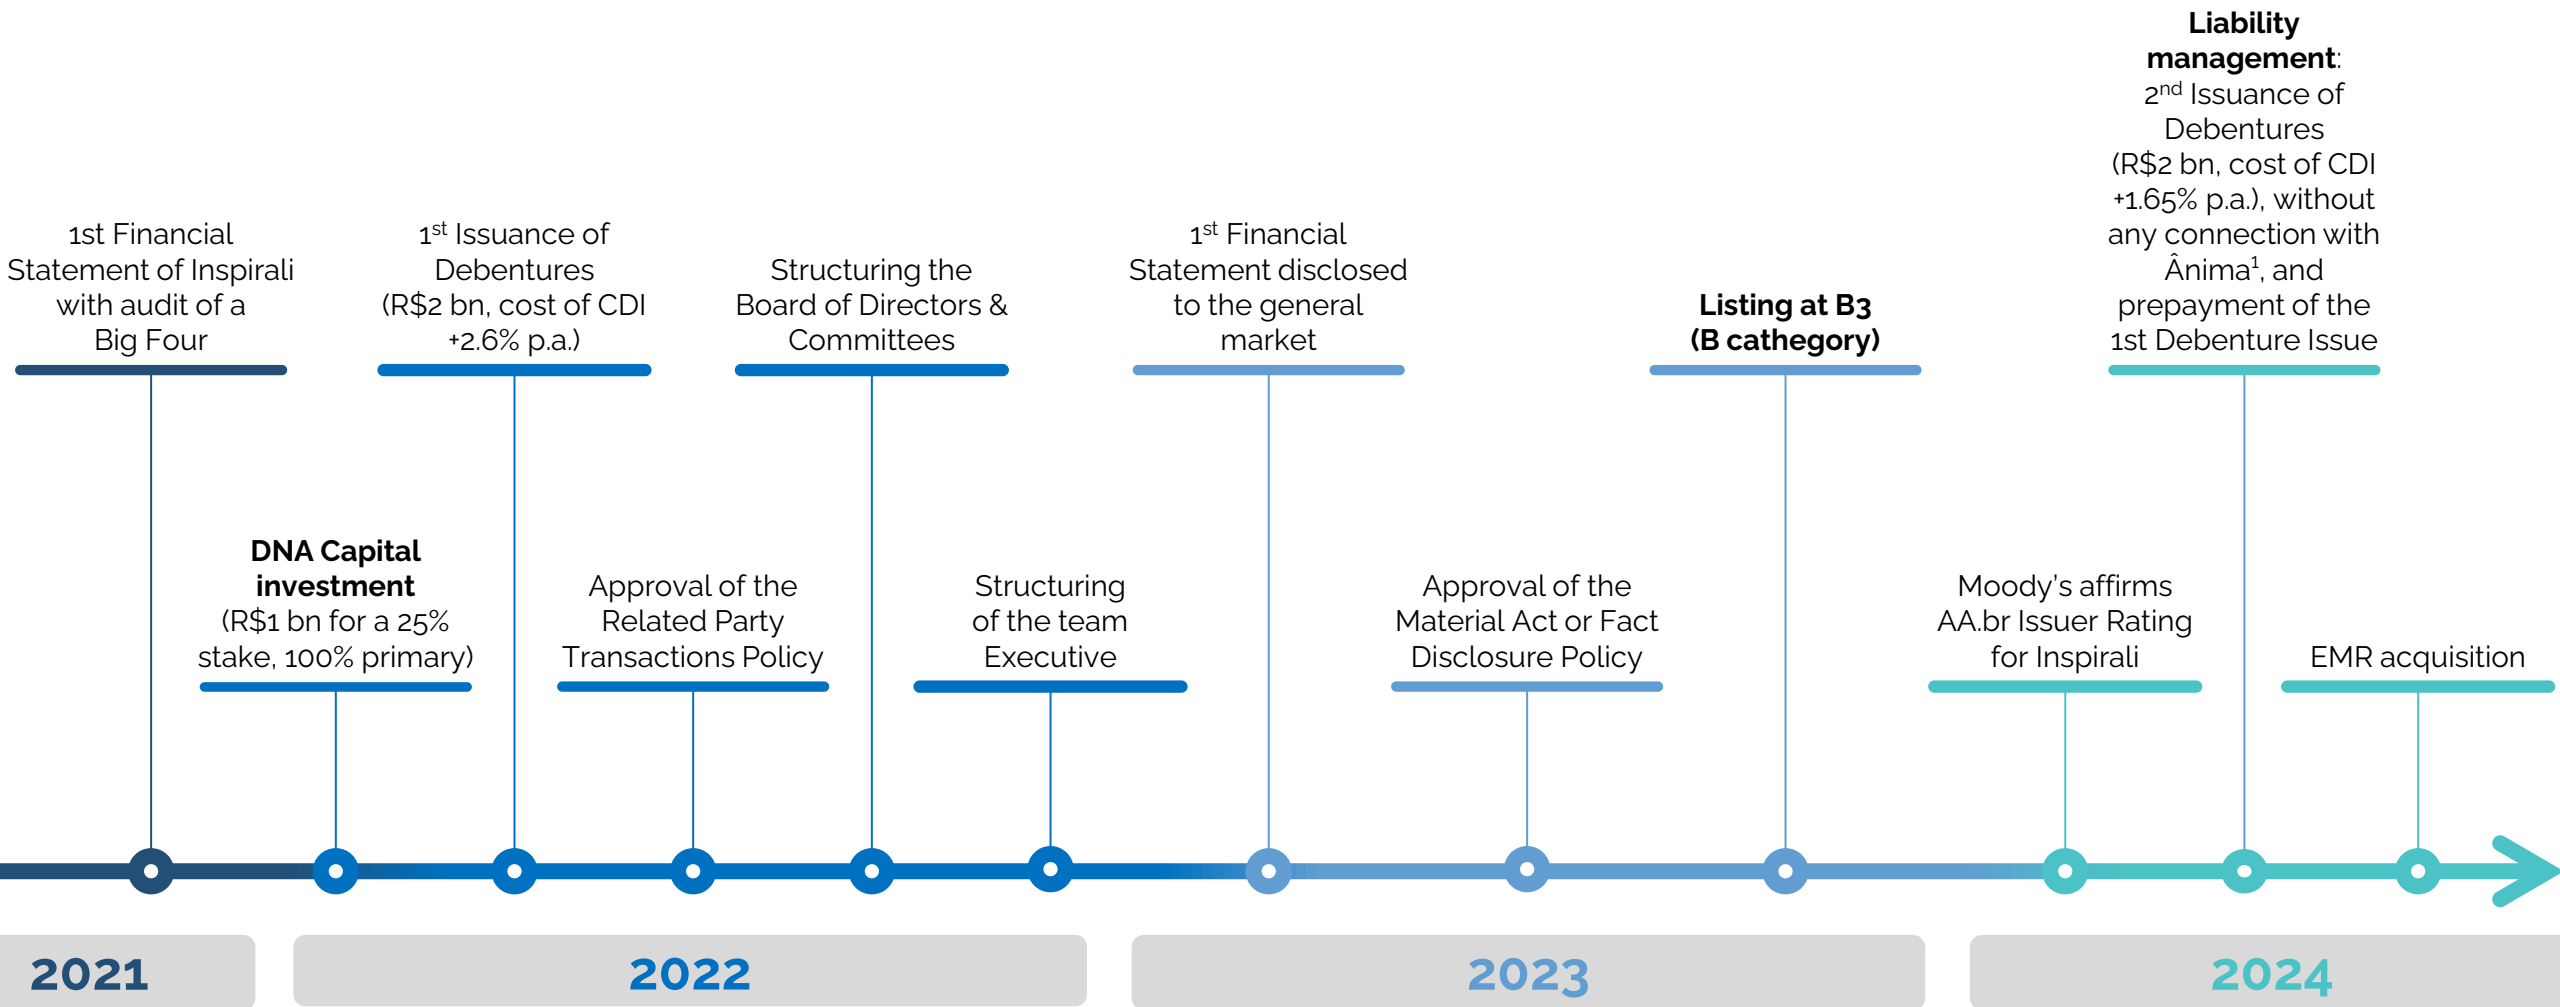 1st Financial
Statement of Inspirali
with audit of a
Big Four
DNA Capital
investment
(R$1 bn for a 25%
stake, 100% primary)
1st Issuance of
Debentures
(R$2 bn, cost of CDI
+2.6% p.a.)
Approval of the
Related Party
Transactions Policy
Structuring the
Board of Directors &
Committees
Structuring
of the team
Executive
1st Financial
Statement disclosed
to the general
market
Approval of the
Material Act or Fact
Disclosure Policy
Listing at B3
(B cathegory)
Moody's affirms
AA.br Issuer Rating
for Inspirali
Liability
management:
2nd Issuance of
Debentures
(R$2 bn, cost of CDI
+1.65% p.a.), without
any connection with
Ânima¹, and
prepayment of the
1st Debenture Issue
EMR acquisition
2021
2022
2023
2024